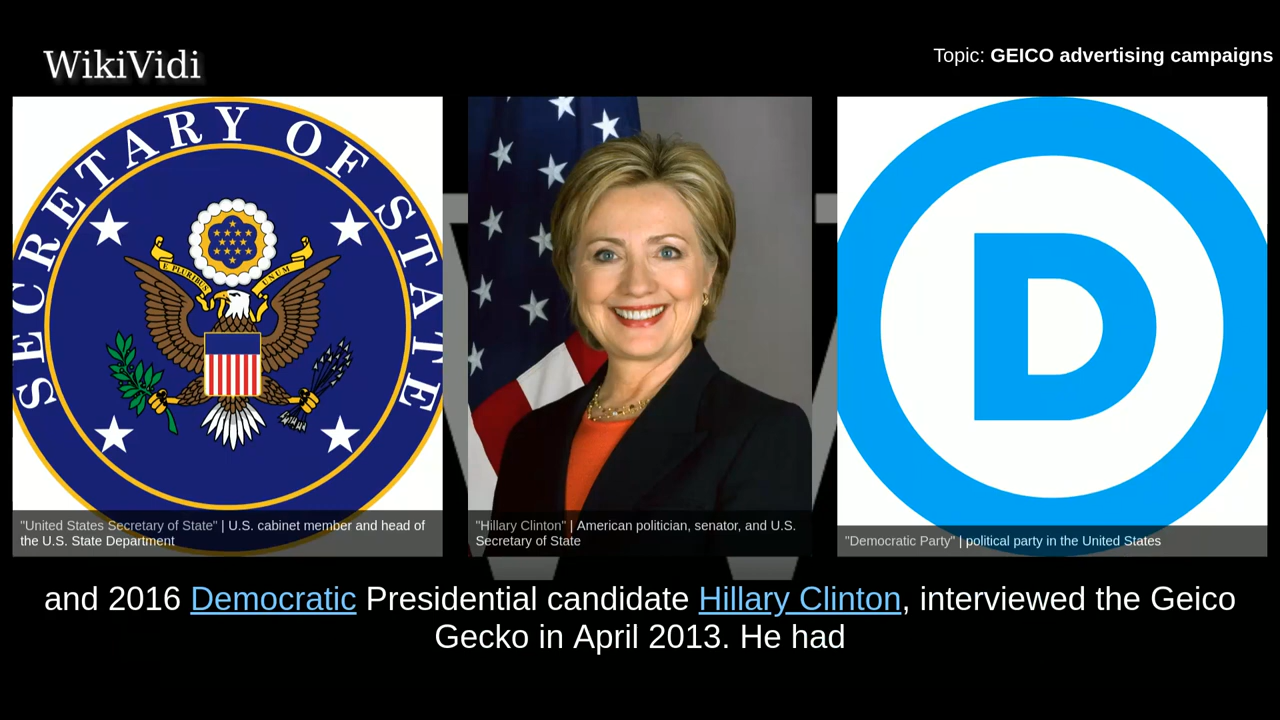 WikiVidi
Topic: GEICO advertising campaigns
SECRETARY OF STATE
E PLURIBUS UNUM
"United States Secretary of State" | U.S. cabinet member and head of
the U.S. State Department
"Hillary Clinton" | American politician, senator, and U.S.
Secretary of State
D
"Democratic Party" | political party in the United States
and 2016 Democratic Presidential candidate Hillary Clinton, interviewed the Geico
Gecko in April 2013. He had